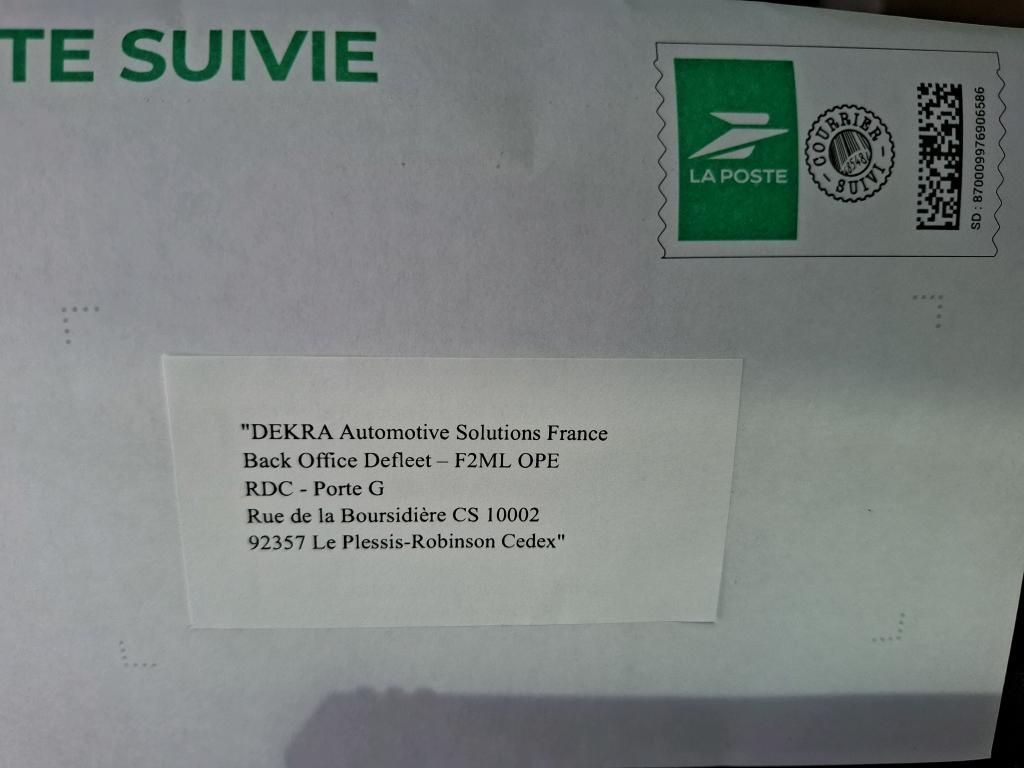 TE SUIVIE
LA POSTE
COURRIER
SUIVI
SD : 8700099976906586
"DEKRA Automotive Solutions France
Back Office Defleet – F2ML OPE
RDC - Porte G
Rue de la Boursidière CS 10002
92357 Le Plessis-Robinson Cedex"